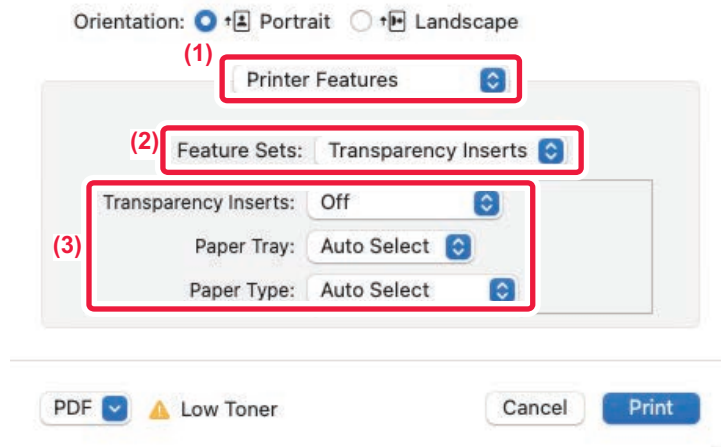 Orientation: Portrait Landscape
(1)
Printer Features
(2)
Feature Sets: Transparency Inserts
Transparency Inserts: Off
(3)
Paper Tray: Auto Select
Paper Type: Auto Select
PDF Low Toner Cancel Print